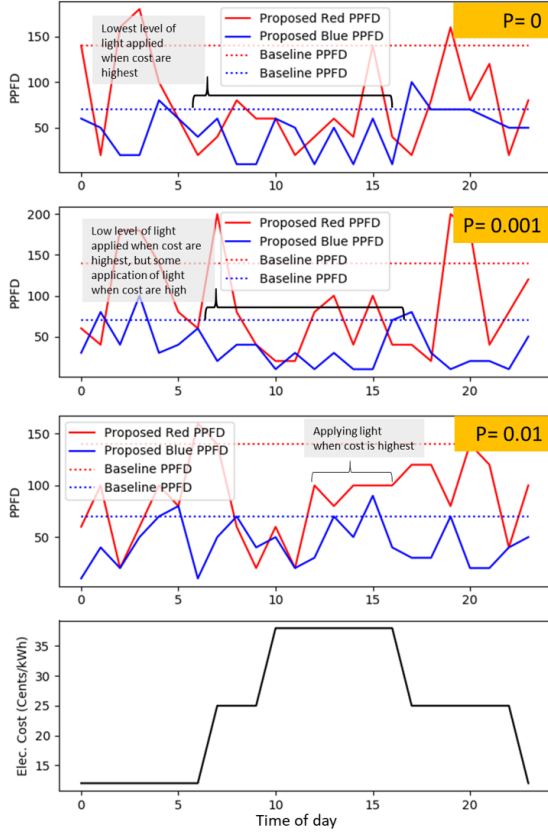 Lowest level of
light applied
when cost are
highest
Proposed Red PPFD
Proposed Blue PPFD
Baseline PPFD
Baseline PPFD
P= 0
PPFD
150
100
50
0
5
10
15
20
Low level of light
applied when cost are
highest, but some
application of light
when cost are high
Proposed Red PPFD
Proposed Blue PPFD
Baseline PPFD
Baseline PPFD
P= 0.001
PPFD
200
150
100
50
0
5
10
15
20
Proposed Red PPFD
Proposed Blue PPFD
Baseline PPFD
Baseline PPFD
Applying light
when cost is highest
P= 0.01
PPFD
150
100
50
0
5
10
15
20
Elec. Cost (Cents/kWh)
35
30
25
20
15
0
5
10
15
20
Time of day